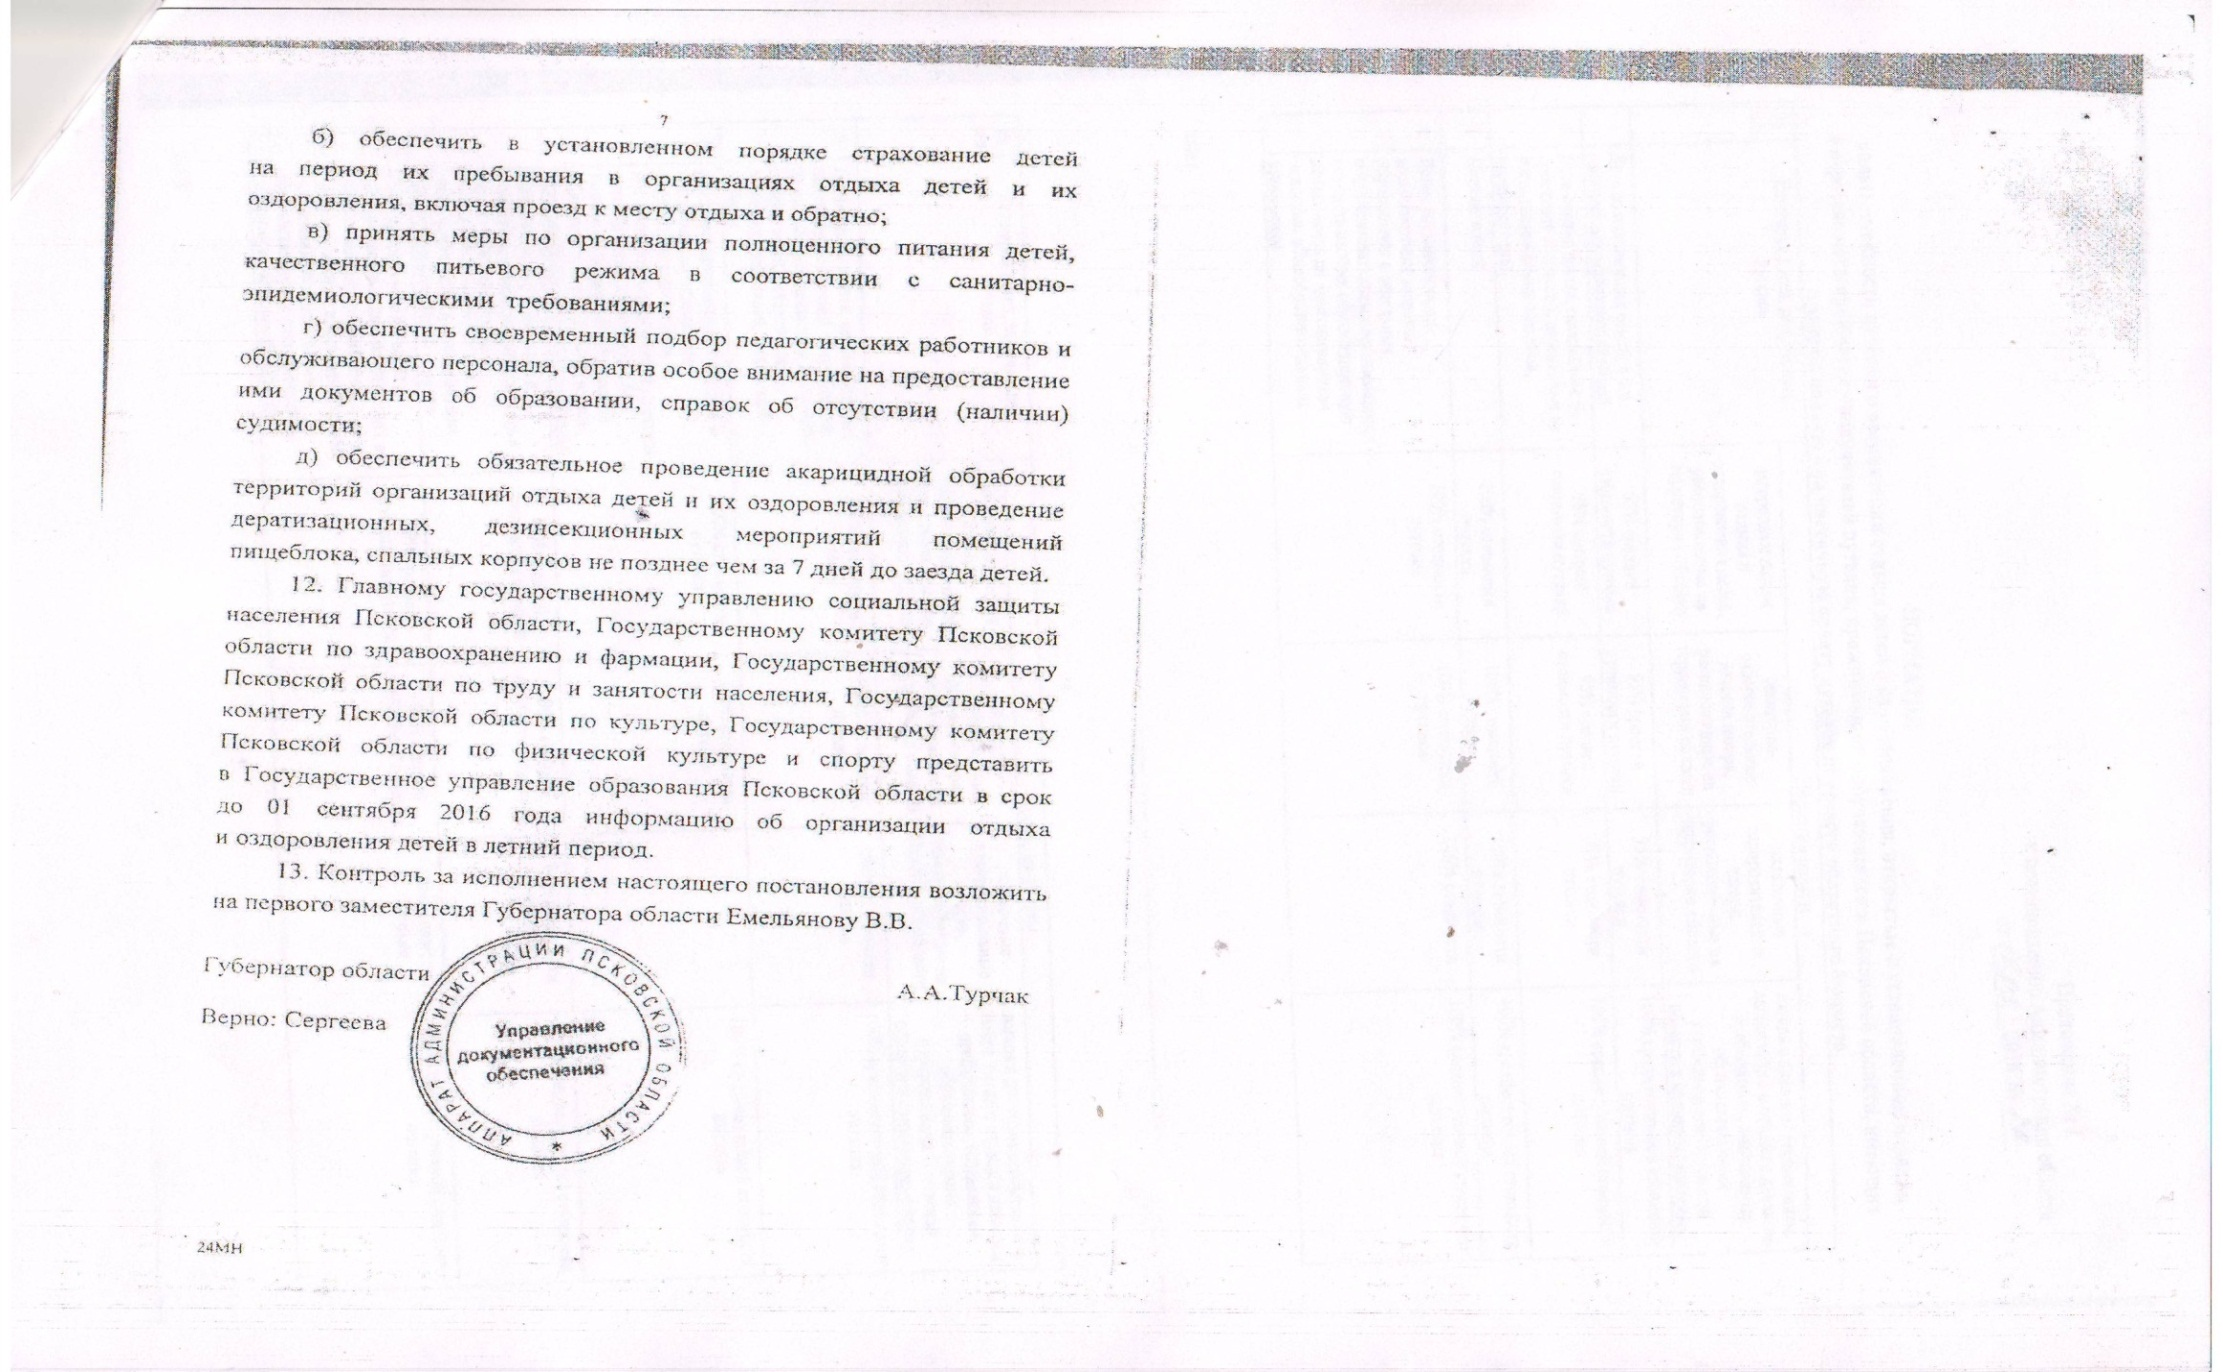 7
б) обеспечить в установленном порядке страхование детей
на период их пребывания в организациях отдыха детей и их
оздоровления, включая проезд к месту отдыха и обратно;
в) принять меры по организации полноценного питания детей,
качественного питьевого режима в соответствии с санитарно-
эпидемиологическими требованиями;
г) обеспечить своевременный подбор педагогических работников и
обслуживающего персонала, обратив особое внимание на предоставление
ими документов об образовании, справок об отсутствии (наличии)
судимости;
д) обеспечить обязательное проведение акарицидной обработки
территорий организаций отдыха детей и их оздоровления и проведение
дератизационных, дезинсекционных мероприятий помещений
пищеблока, спальных корпусов не позднее чем за 7 дней до заезда детей.
12. Главному государственному управлению социальной защиты
населения Псковской области, Государственному комитету Псковской
области по здравоохранению и фармации, Государственному комитету
Псковской области по труду и занятости населения, Государственному
комитету Псковской области по культуре, Государственному комитету
Псковской области по физической культуре и спорту представить
в Государственное управление образования Псковской области в срок
до 01 сентября 2016 года информацию об организации отдыха
и оздоровления детей в летний период.
13. Контроль за исполнением настоящего постановления возложить
на первого заместителя Губернатора области Емельянову В.В.
Губернатор области
А.А.Турчак
Верно: Сергеева
АППАРАТ АДМИНИСТРАЦИИ ПСКОВСКОЙ ОБЛАСТИ *
Управление
документационного
обеспечения
24МН